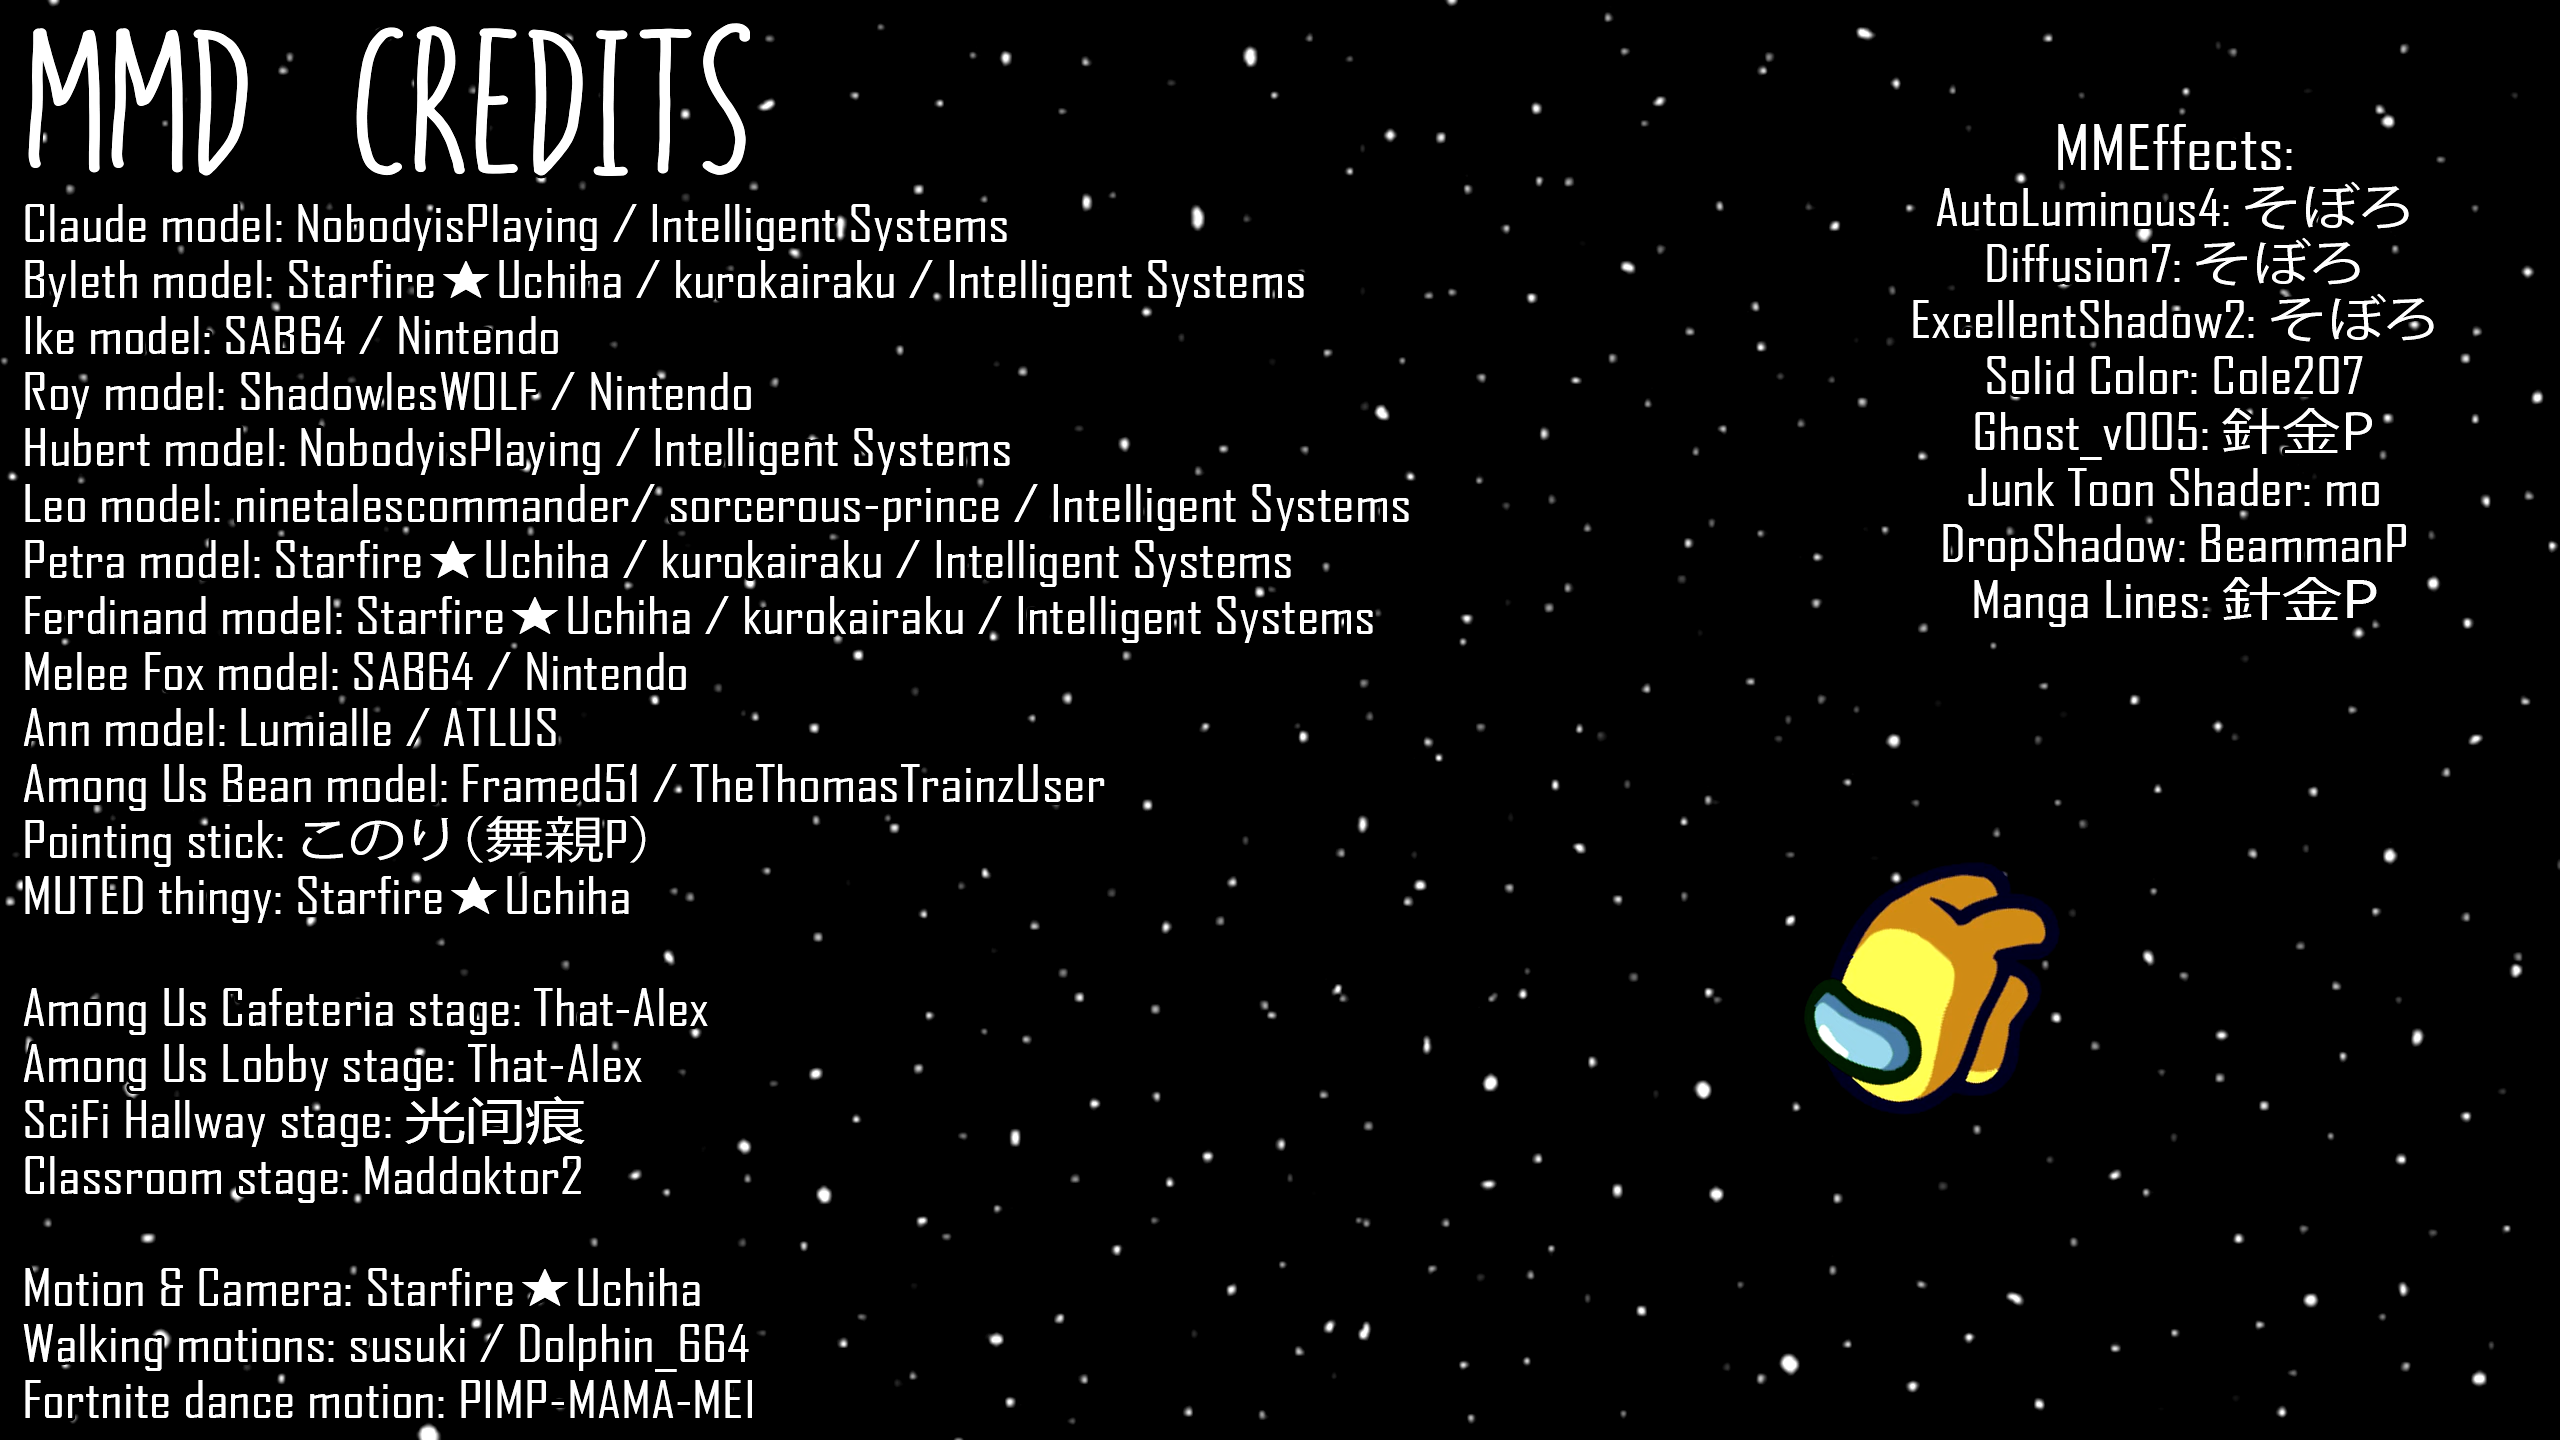 MMD CREDITS
Claude model: NobodyisPlaying / Intelligent Systems
Byleth model: Starfire★Uchiha / kurokairaku / Intelligent Systems
Ike model: SAB64 / Nintendo
Roy model: ShadowlesWOLF / Nintendo
Hubert model: NobodyisPlaying / Intelligent Systems
Leo model: ninetalescommander/ sorcerous-prince / Intelligent Systems
Petra model: Starfire★Uchiha / kurokairaku / Intelligent Systems
Ferdinand model: Starfire★Uchiha / kurokairaku / Intelligent Systems
Melee Fox model: SAB64 / Nintendo
Ann model: Lumialle / ATLUS
Among Us Bean model: Framed51 / TheThomasTrainzUser
Pointing stick: このり(舞親P)
MUTED thingy: Starfire★Uchiha
Among Us Cafeteria stage: That-Alex
Among Us Lobby stage: That-Alex
SciFi Hallway stage: 光间痕
Classroom stage: Maddoktor2
Motion & Camera: Starfire★Uchiha
Walking motions: susuki / Dolphin_664
Fortnite dance motion: PIMP-MAMA-MEI
MMEffects:
AutoLuminous4: そぼろ
Diffusion7: そぼろ
ExcellentShadow2: そぼろ
Solid Color: Cole207
Ghost_v005: 針金P
Junk Toon Shader: mo
DropShadow: BeammanP
Manga Lines: 針金P